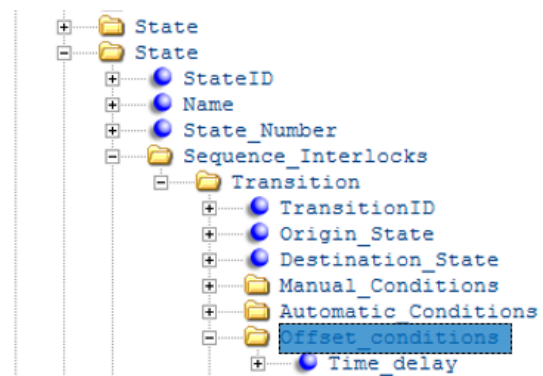 State
State
StateID
Name
State_Number
Sequence_Interlocks
Transition
TransitionID
Origin_State
Destination_State
Manual_Conditions
Automatic_Conditions
Offset_conditions
Time_delay